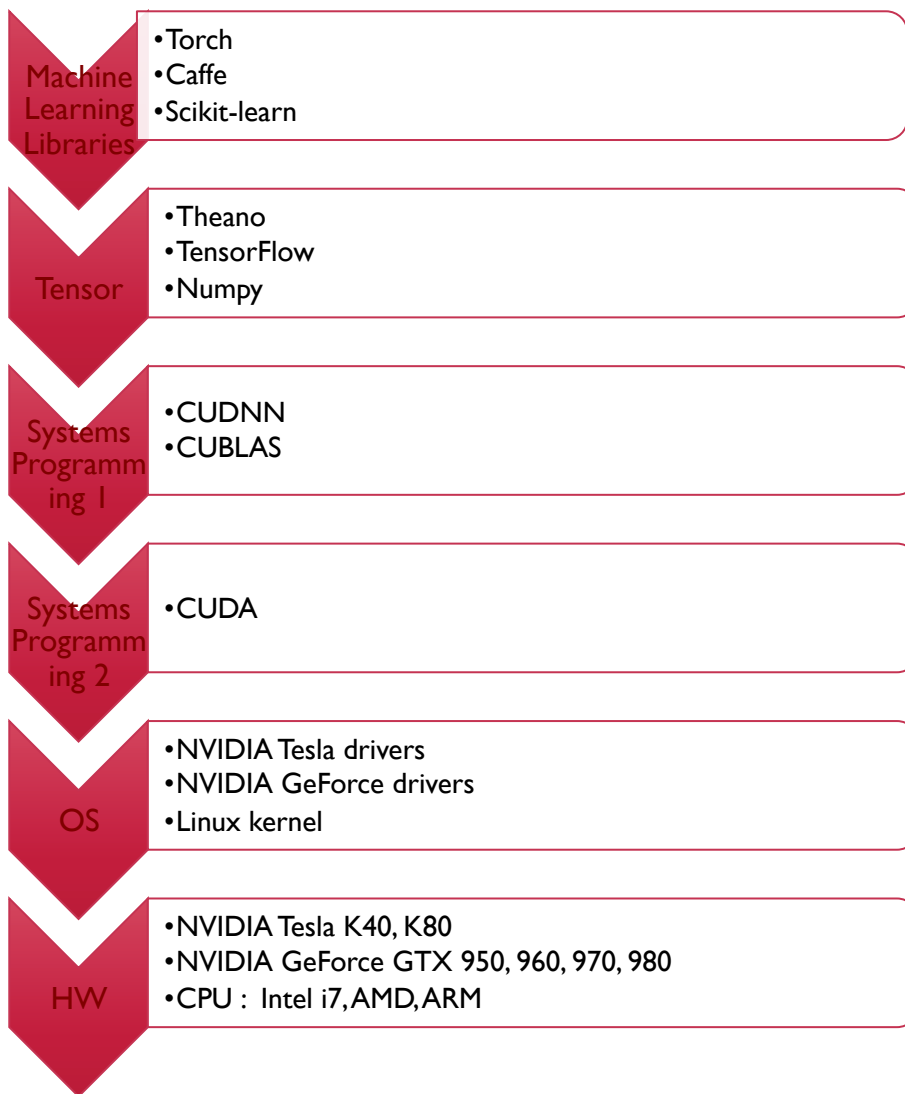 Machine
Learning
Libraries
•Torch
•Caffe
•Scikit-learn
Tensor
•Theano
•TensorFlow
•Numpy
Systems
Programm
ing 1
•CUDNN
•CUBLAS
Systems
Programm
ing 2
•CUDA
OS
•NVIDIA Tesla drivers
•NVIDIA GeForce drivers
•Linux kernel
HW
•NVIDIA Tesla K40, K80
•NVIDIA GeForce GTX 950, 960, 970, 980
•CPU : Intel i7, AMD, ARM